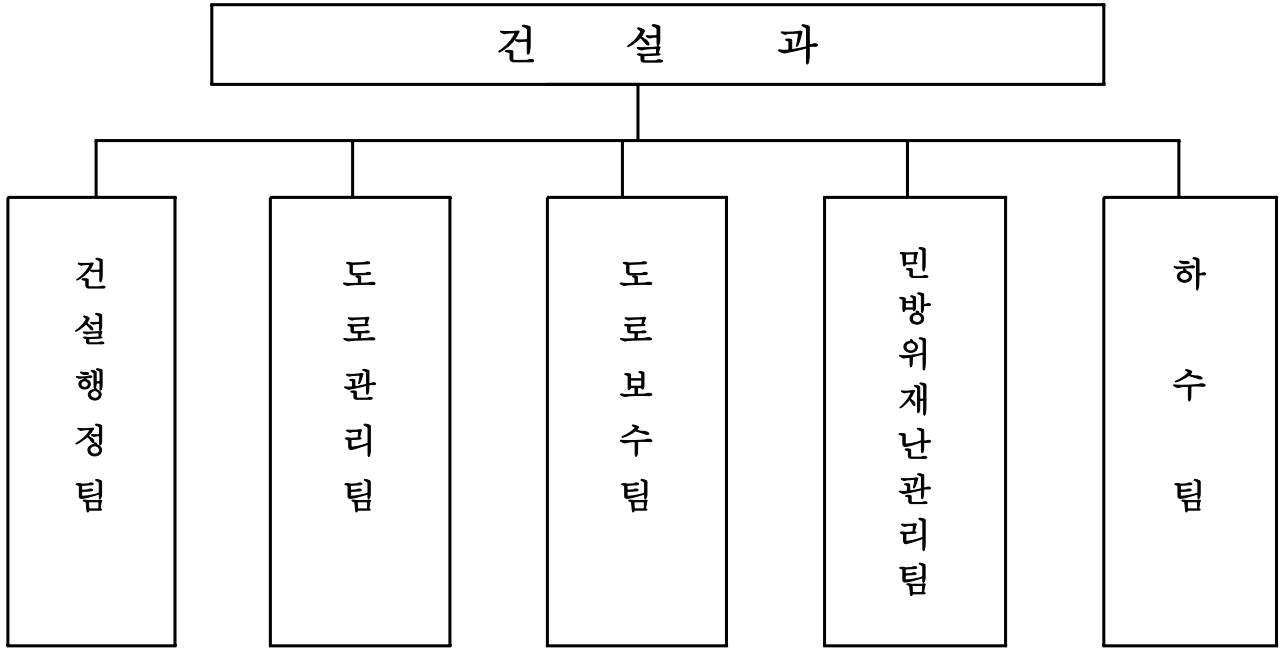 건 설 과
건설행정팀
도로관리팀
도로보수팀
민방위재난관리팀
하수팀